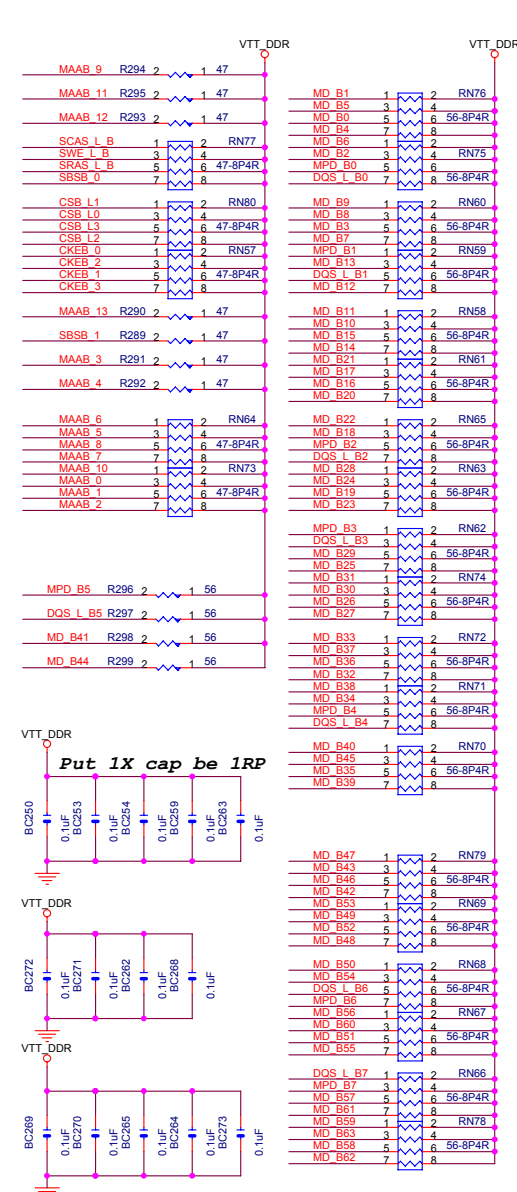 VTT_DDR
MAAB_9 R294 2 1 47
MAAB_11 R295 2 1 47
MAAB_12 R293 2 1 47
SCAS_L_B 1 2 RN77
SWE_L_B 3 4
SRAS_L_B 5 6 47-8P4R
SBSB_0 7 8
CSB_L1 1 2 RN80
CSB_L0 3 4
CSB_L3 5 6 47-8P4R
CSB_L2 7 8
CKEB_0 1 2 RN57
CKEB_2 3 4
CKEB_1 5 6 47-8P4R
CKEB_3 7 8
MAAB_13 R290 2 1 47
SBSB_1 R289 2 1 47
MAAB_3 R291 2 1 47
MAAB_4 R292 2 1 47
MAAB_6 1 2 RN64
MAAB_5 3 4
MAAB_8 5 6 47-8P4R
MAAB_7 7 8
MAAB_10 1 2 RN73
MAAB_0 3 4
MAAB_1 5 6 47-8P4R
MAAB_2 7 8
MPD_B5 R296 2 1 56
DQS_L_B5 R297 2 1 56
MD_B41 R298 2 1 56
MD_B44 R299 2 1 56
VTT_DDR
Put 1X cap be 1RP
BC250 0.1uF BC253 0.1uF BC254 0.1uF BC259 0.1uF BC263 0.1uF
VTT_DDR
BC272 0.1uF BC271 0.1uF BC262 0.1uF BC268 0.1uF
VTT_DDR
BC269 0.1uF BC270 0.1uF BC265 0.1uF BC264 0.1uF BC273 0.1uF
VTT_DDR
MD_B1 1 2 RN76
MD_B5 3 4
MD_B0 5 6 56-8P4R
MD_B4 7 8
MD_B6 1 2
MD_B2 3 4 RN75
MPD_B0 5 6
DQS_L_B0 7 8 56-8P4R
MD_B9 1 2 RN60
MD_B8 3 4
MD_B3 5 6 56-8P4R
MD_B7 7 8
MPD_B1 1 2 RN59
MD_B13 3 4
DQS_L_B1 5 6 56-8P4R
MD_B12 7 8
MD_B11 1 2 RN58
MD_B10 3 4
MD_B15 5 6 56-8P4R
MD_B14 7 8
MD_B21 1 2 RN61
MD_B17 3 4
MD_B16 5 6 56-8P4R
MD_B20 7 8
MD_B22 1 2 RN65
MD_B18 3 4
MPD_B2 5 6 56-8P4R
DQS_L_B2 7 8
MD_B28 1 2 RN63
MD_B24 3 4
MD_B19 5 6 56-8P4R
MD_B23 7 8
MPD_B3 1 2 RN62
DQS_L_B3 3 4
MD_B29 5 6 56-8P4R
MD_B25 7 8
MD_B31 1 2 RN74
MD_B30 3 4
MD_B26 5 6 56-8P4R
MD_B27 7 8
MD_B33 1 2 RN72
MD_B37 3 4
MD_B36 5 6 56-8P4R
MD_B32 7 8
MD_B38 1 2 RN71
MD_B34 3 4
MPD_B4 5 6 56-8P4R
DQS_L_B4 7 8
MD_B40 1 2 RN70
MD_B45 3 4
MD_B35 5 6 56-8P4R
MD_B39 7 8
MD_B47 1 2 RN79
MD_B43 3 4
MD_B46 5 6 56-8P4R
MD_B42 7 8
MD_B53 1 2 RN69
MD_B49 3 4
MD_B52 5 6 56-8P4R
MD_B48 7 8
MD_B50 1 2 RN68
MD_B54 3 4
DQS_L_B6 5 6 56-8P4R
MPD_B6 7 8
MD_B56 1 2 RN67
MD_B60 3 4
MD_B51 5 6 56-8P4R
MD_B55 7 8
DQS_L_B7 1 2 RN66
MPD_B7 3 4
MD_B57 5 6 56-8P4R
MD_B61 7 8
MD_B59 1 2 RN78
MD_B63 3 4
MD_B58 5 6 56-8P4R
MD_B62 7 8